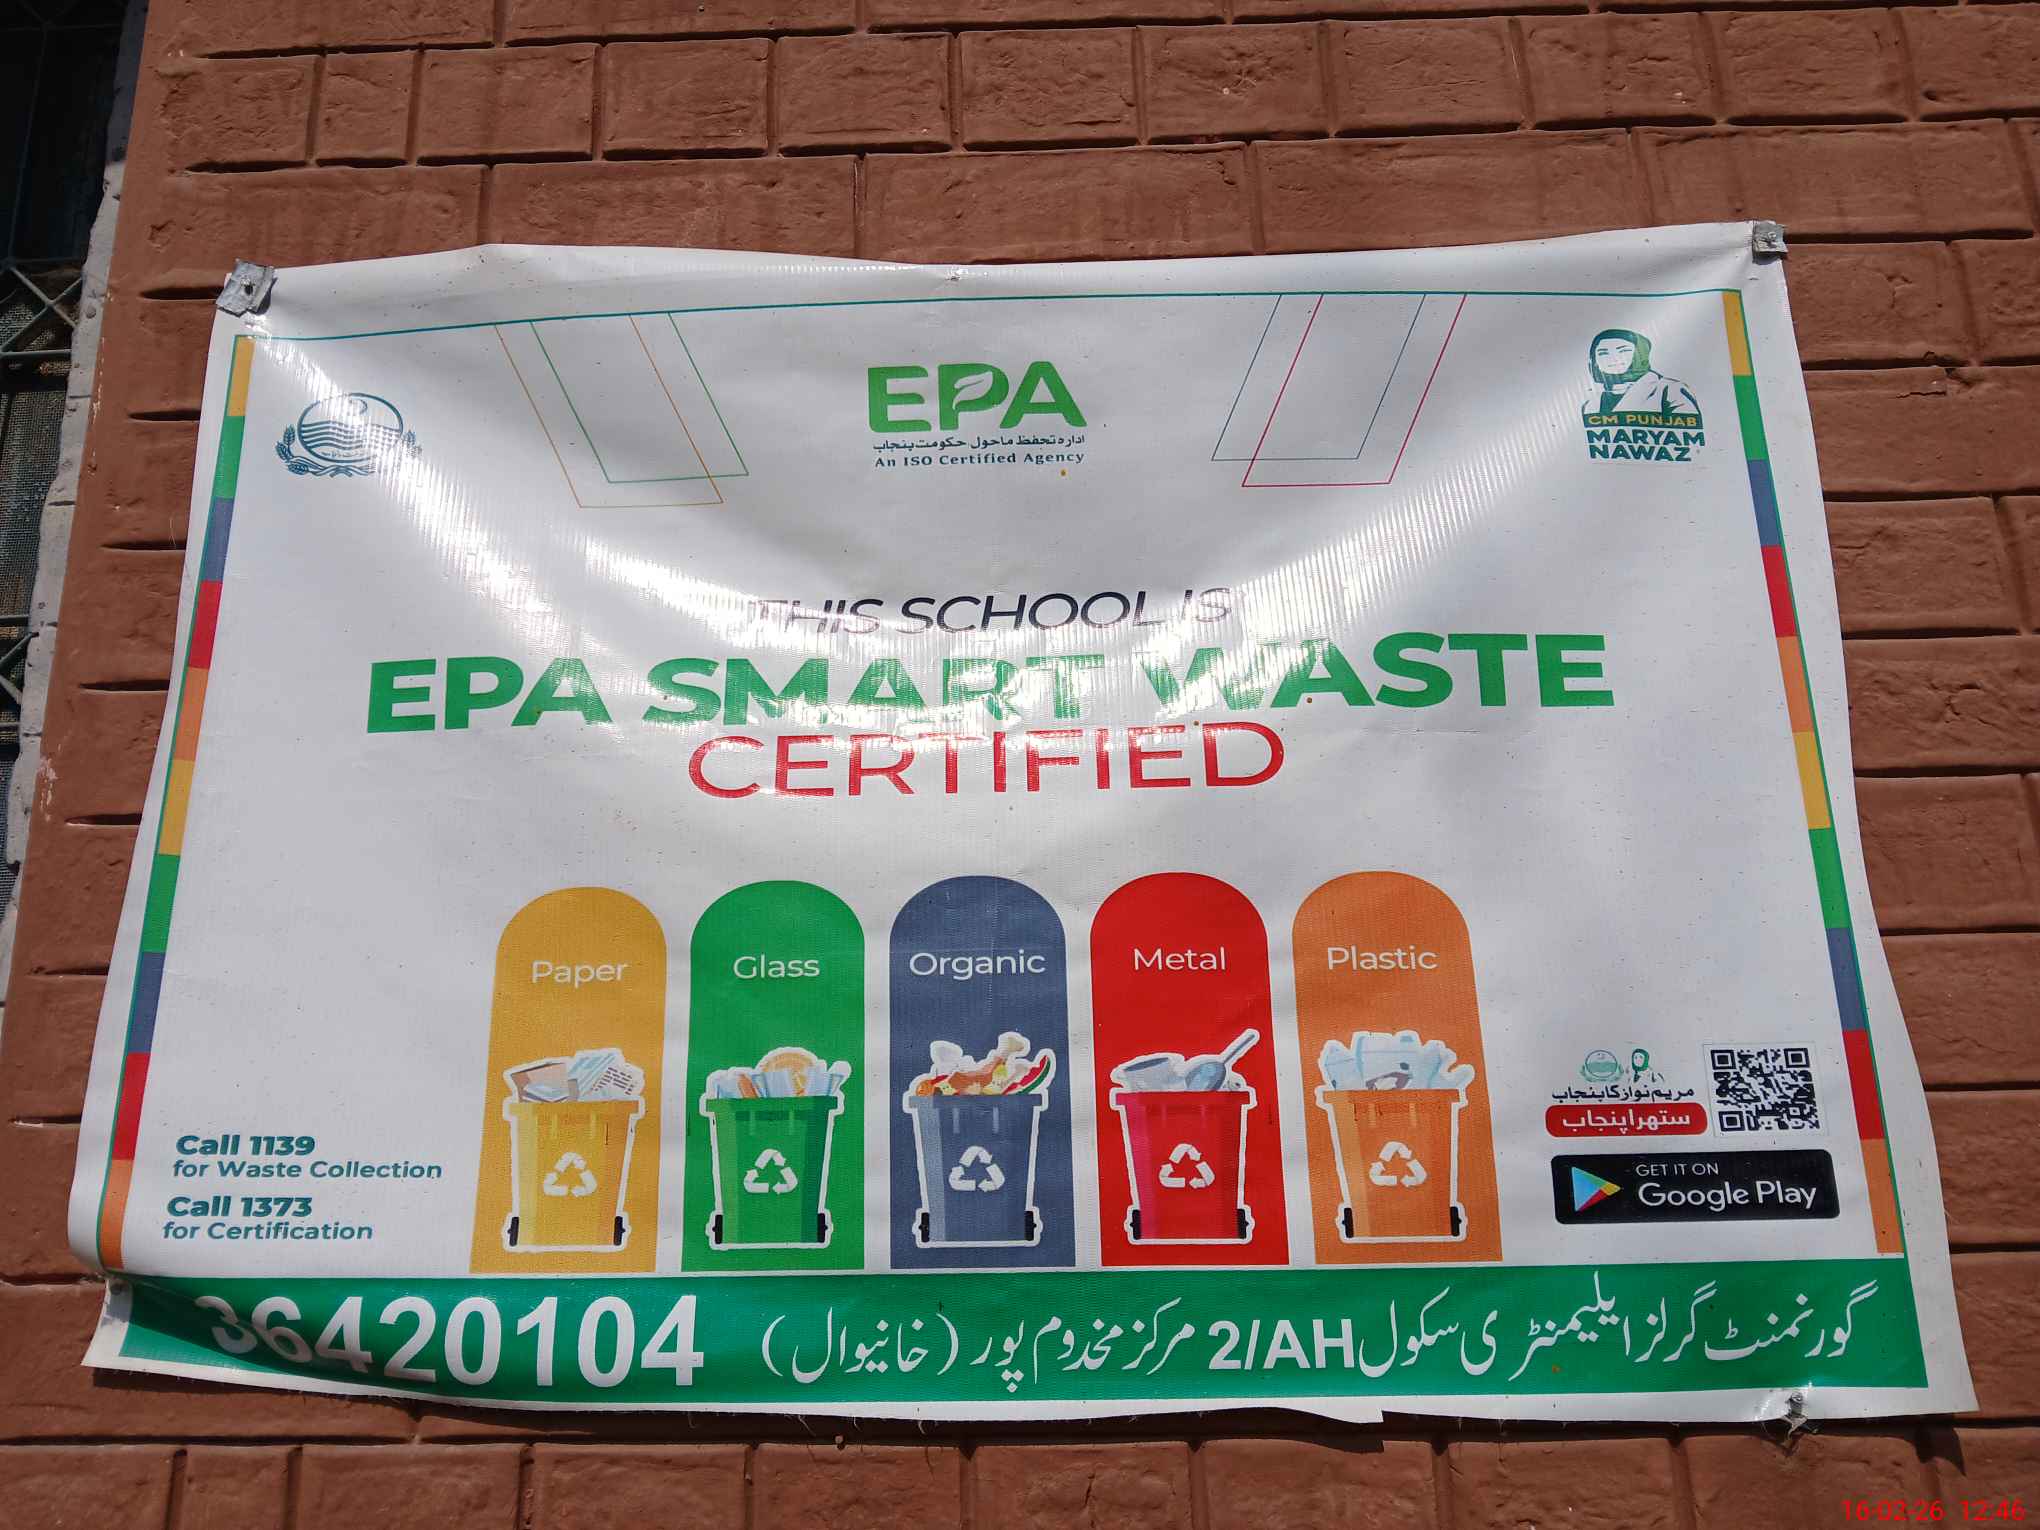 EPA
ادارہ تحفظ ماحول حکومت پنجاب
An ISO Certified Agency
CM PUNJAB
MARYAM
NAWAZ
THIS SCHOOL IS
EPA SMART WASTE
CERTIFIED
Paper
Glass
Organic
Metal
Plastic
Call 1139
for Waste Collection
Call 1373
for Certification
مریم نواز کا پنجاب
ستھرا پنجاب
GET IT ON
Google Play
گورنمنٹ گرلز ایلیمنٹری سکول 2/AH مرکز مخدوم پور (خانیوال) 36420104
16-02-26 12:46